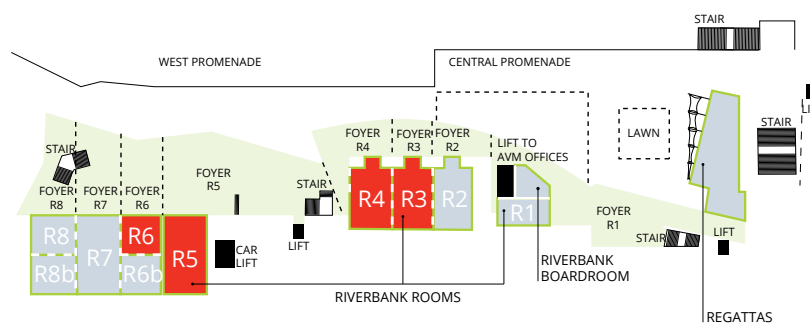 STAIR
WEST PROMENADE
CENTRAL PROMENADE
STAIR
LAWN
FOYER
R4
FOYER
R3
FOYER
R2
LIFT TO
AVM OFFICES
STAIR
FOYER
R5
FOYER
R8
FOYER
R7
FOYER
R6
STAIR
R4
R3
R2
R1
FOYER
R1
R8
R7
R6
R5
R8b
R6b
CAR
LIFT
LIFT
STAIR
LIFT
RIVERBANK
BOARDROOM
RIVERBANK ROOMS
REGATTAS